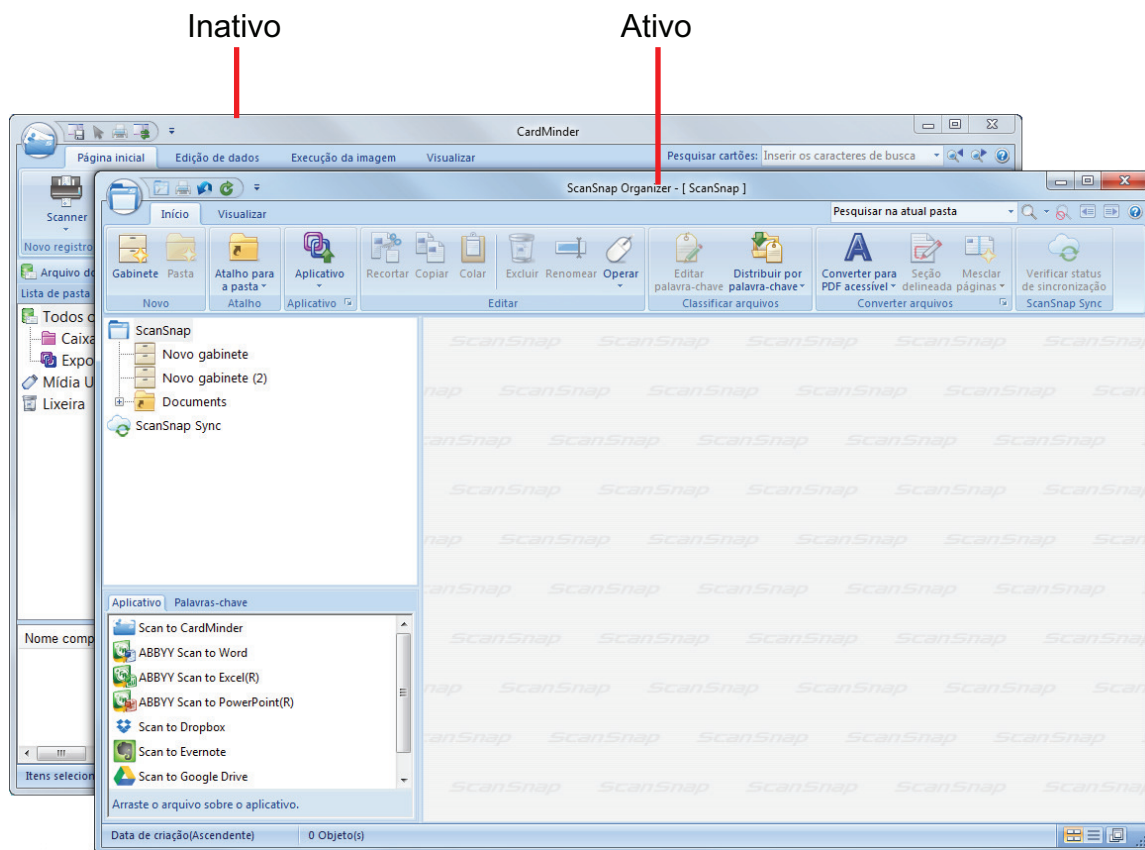 Inativo
Ativo
CardMinder
Página inicial
Edição de dados
Execução da imagem
Visualizar
Pesquisar cartões:
Inserir os caracteres de busca
Scanner
Novo registro
Arquivo de
Lista de pasta
Todos o
Caixa
Expo
Mídia U
Lixeira
Nome comp
Itens selecion
ScanSnap Organizer - [ ScanSnap ]
Início
Visualizar
Pesquisar na atual pasta
Gabinete
Pasta
Novo
Atalho para
a pasta
Atalho
Aplicativo
Aplicativo
Recortar
Copiar
Colar
Excluir
Renomear
Operar
Editar
Editar
palavra-chave
Distribuir por
palavra-chave
Classificar arquivos
Converter para
PDF acessível
Seção
delineada
Mesclar
páginas
Converter arquivos
Verificar status
de sincronização
ScanSnap Sync
ScanSnap
Novo gabinete
Novo gabinete (2)
Documents
ScanSnap Sync
Aplicativo
Palavras-chave
Scan to CardMinder
ABBYY Scan to Word
ABBYY Scan to Excel(R)
ABBYY Scan to PowerPoint(R)
Scan to Dropbox
Scan to Evernote
Scan to Google Drive
Arraste o arquivo sobre o aplicativo.
Data de criação(Ascendente)
0 Objeto(s)
ScanSnap ScanSnap ScanSnap ScanSnap ScanSnap